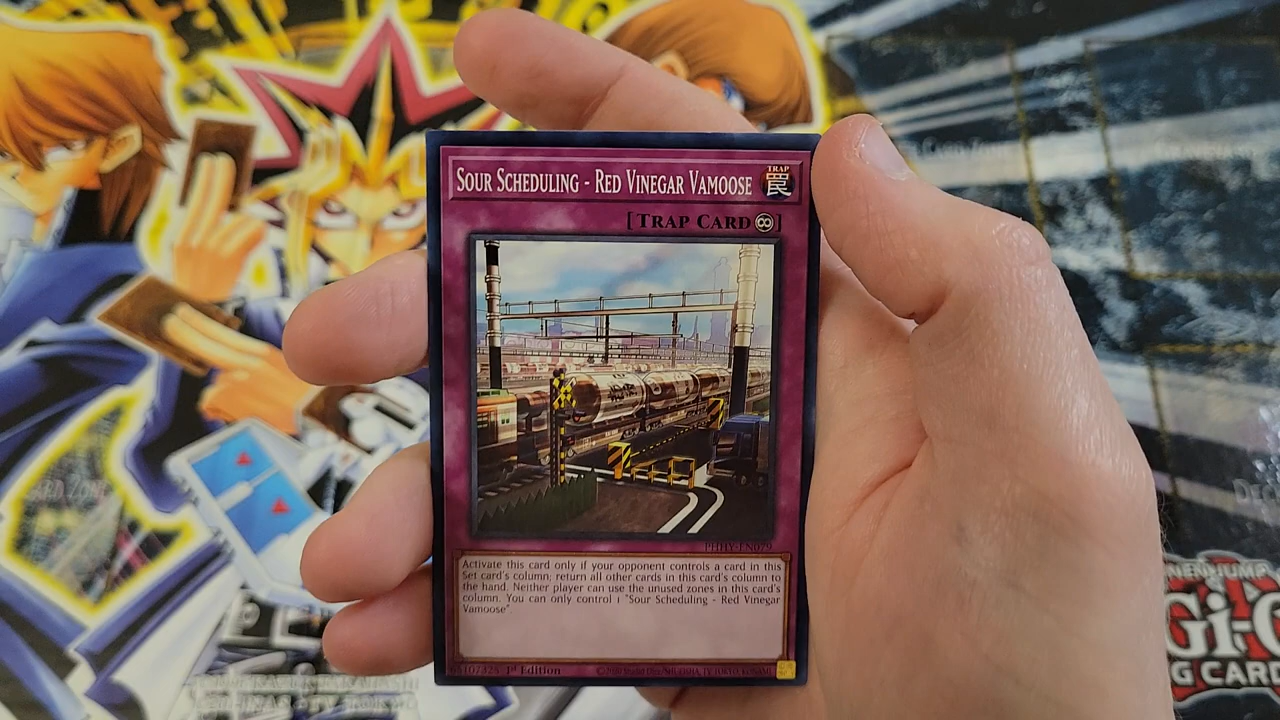 SOUR SCHEDULING - RED VINEGAR VAMOOSE
TRAP
罠
[TRAP CARD]
PHHY-EN079
Activate this card only if your opponent controls a card in this
Set card's column; return all other cards in this card's column to
the hand. Neither player can use the unused zones in this card's
column. You can only control 1 "Sour Scheduling - Red Vinegar
Vamoose".
1st Edition
CARD ZONE
Gi-G
NG CARD